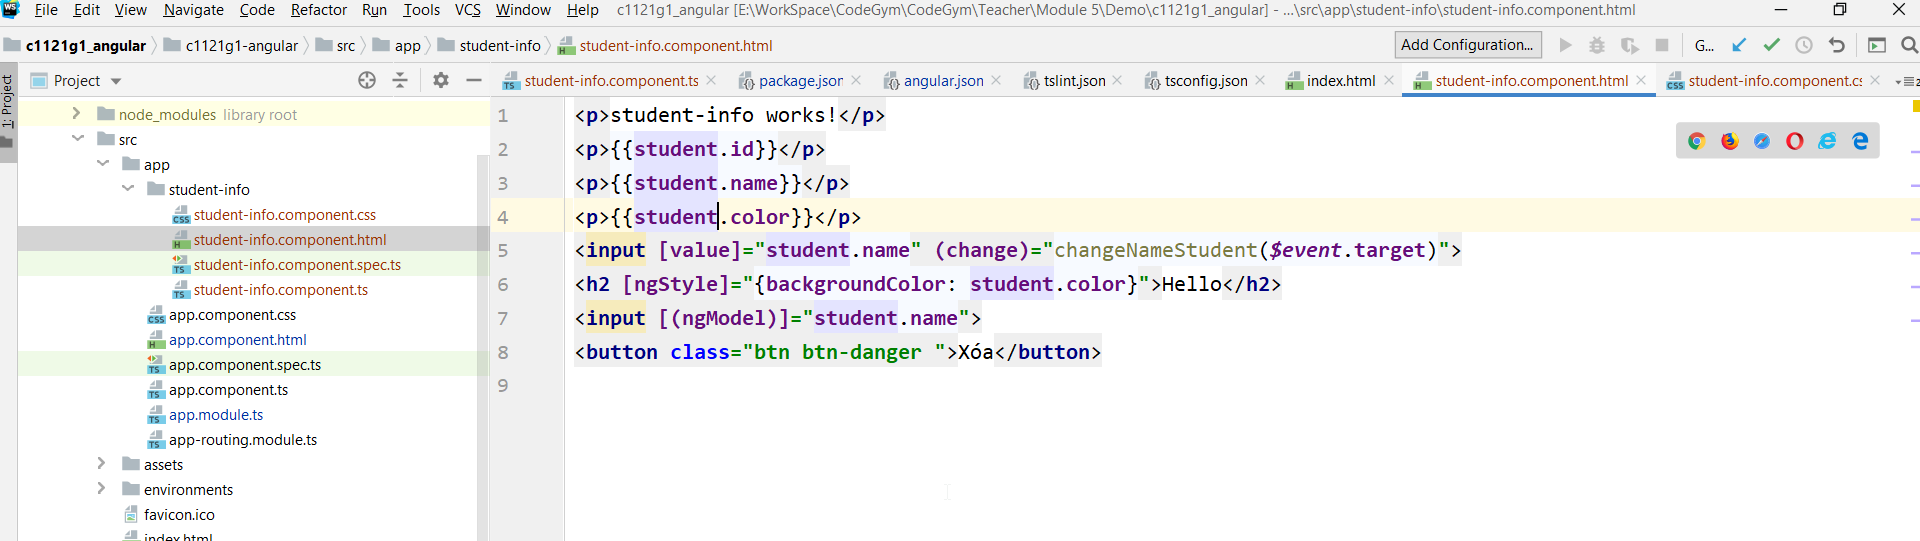 WS File Edit View Navigate Code Refactor Run Tools VCS Window Help c1121g1_angular [E:\WorkSpace\CodeGym\CodeGym\Teacher\Module 5\Demo\c1121g1_angular] - ...\src\app\student-info\student-info.component.html
c1121g1_angular c1121g1-angular src app student-info student-info.component.html Add Configuration... G...
1: Project
Project
student-info.component.ts package.json angular.json tslint.json tsconfig.json index.html student-info.component.html student-info.component.cs
node_modules library root
src
app
student-info
student-info.component.css
student-info.component.html
student-info.component.spec.ts
student-info.component.ts
app.component.css
app.component.html
app.component.spec.ts
app.component.ts
app.module.ts
app-routing.module.ts
assets
environments
favicon.ico
index.html
1 <p>student-info works!</p>
2 <p>{{student.id}}</p>
3 <p>{{student.name}}</p>
4 <p>{{student.color}}</p>
5 <input [value]="student.name" (change)="changeNameStudent($event.target)">
6 <h2 [ngStyle]="{backgroundColor: student.color}">Hello</h2>
7 <input [(ngModel)]="student.name">
8 <button class="btn btn-danger ">Xóa</button>
9